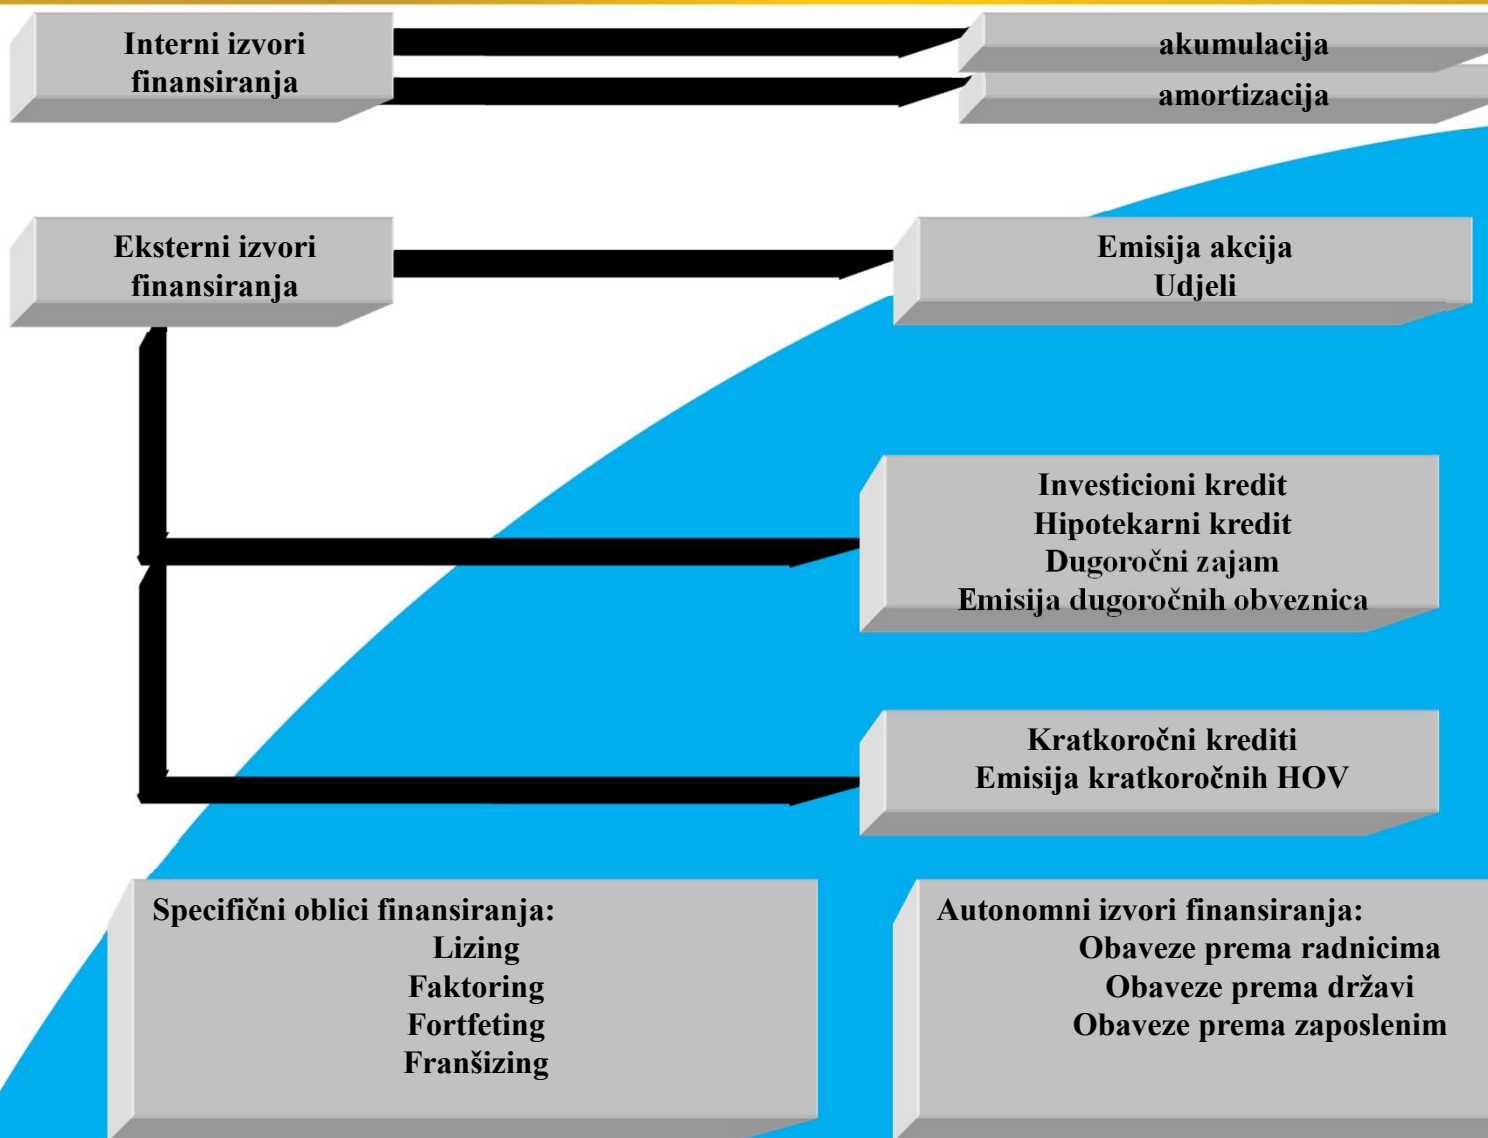 Interni izvori
finansiranja
akumulacija
amortizacija
Eksterni izvori
finansiranja
Emisija akcija
Udjeli
Investicioni kredit
Hipotekarni kredit
Dugoročni zajam
Emisija dugoročnih obveznica
Kratkoročni krediti
Emisija kratkoročnih HOV
Specifični oblici finansiranja:
Lizing
Faktoring
Fortfeting
Franšizing
Autonomni izvori finansiranja:
Obaveze prema radnicima
Obaveze prema državi
Obaveze prema zaposlenim